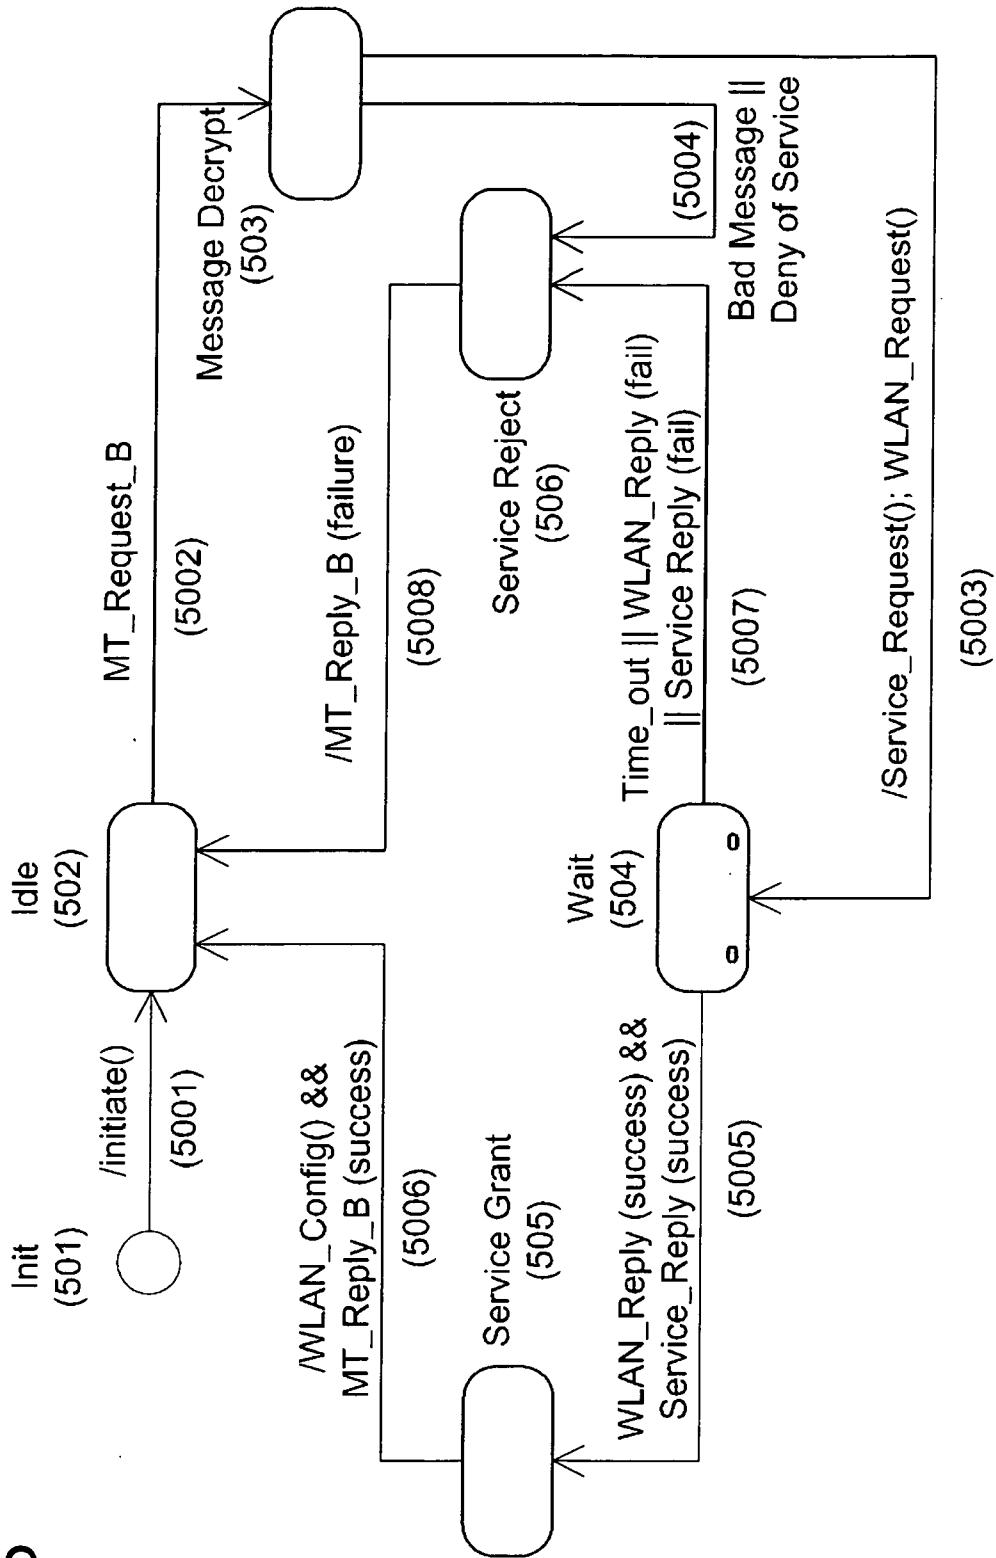 Init
(501)
/initiate()
(5001)
Idle
(502)
MT_Request_B
(5002)
Message Decrypt
(503)
/WLAN_Config() &&
MT_Reply_B (success)
(5006)
/MT_Reply_B (failure)
(5008)
Service Grant
(505)
Service Reject
(506)
(5004)
Bad Message ||
Deny of Service
Wait
(504)
WLAN_Reply (success) &&
Service_Reply (success)
(5005)
Time_out || WLAN_Reply (fail)
|| Service Reply (fail)
(5007)
/Service_Request(); WLAN_Request()
(5003)